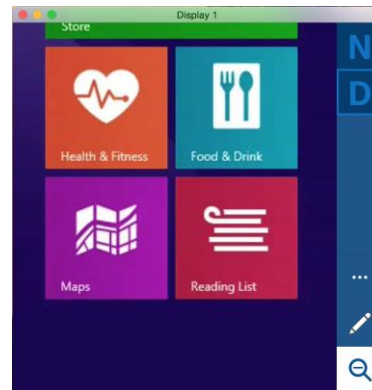 Display 1
Store
N
D
Health & Fitness
Food & Drink
Maps
Reading List